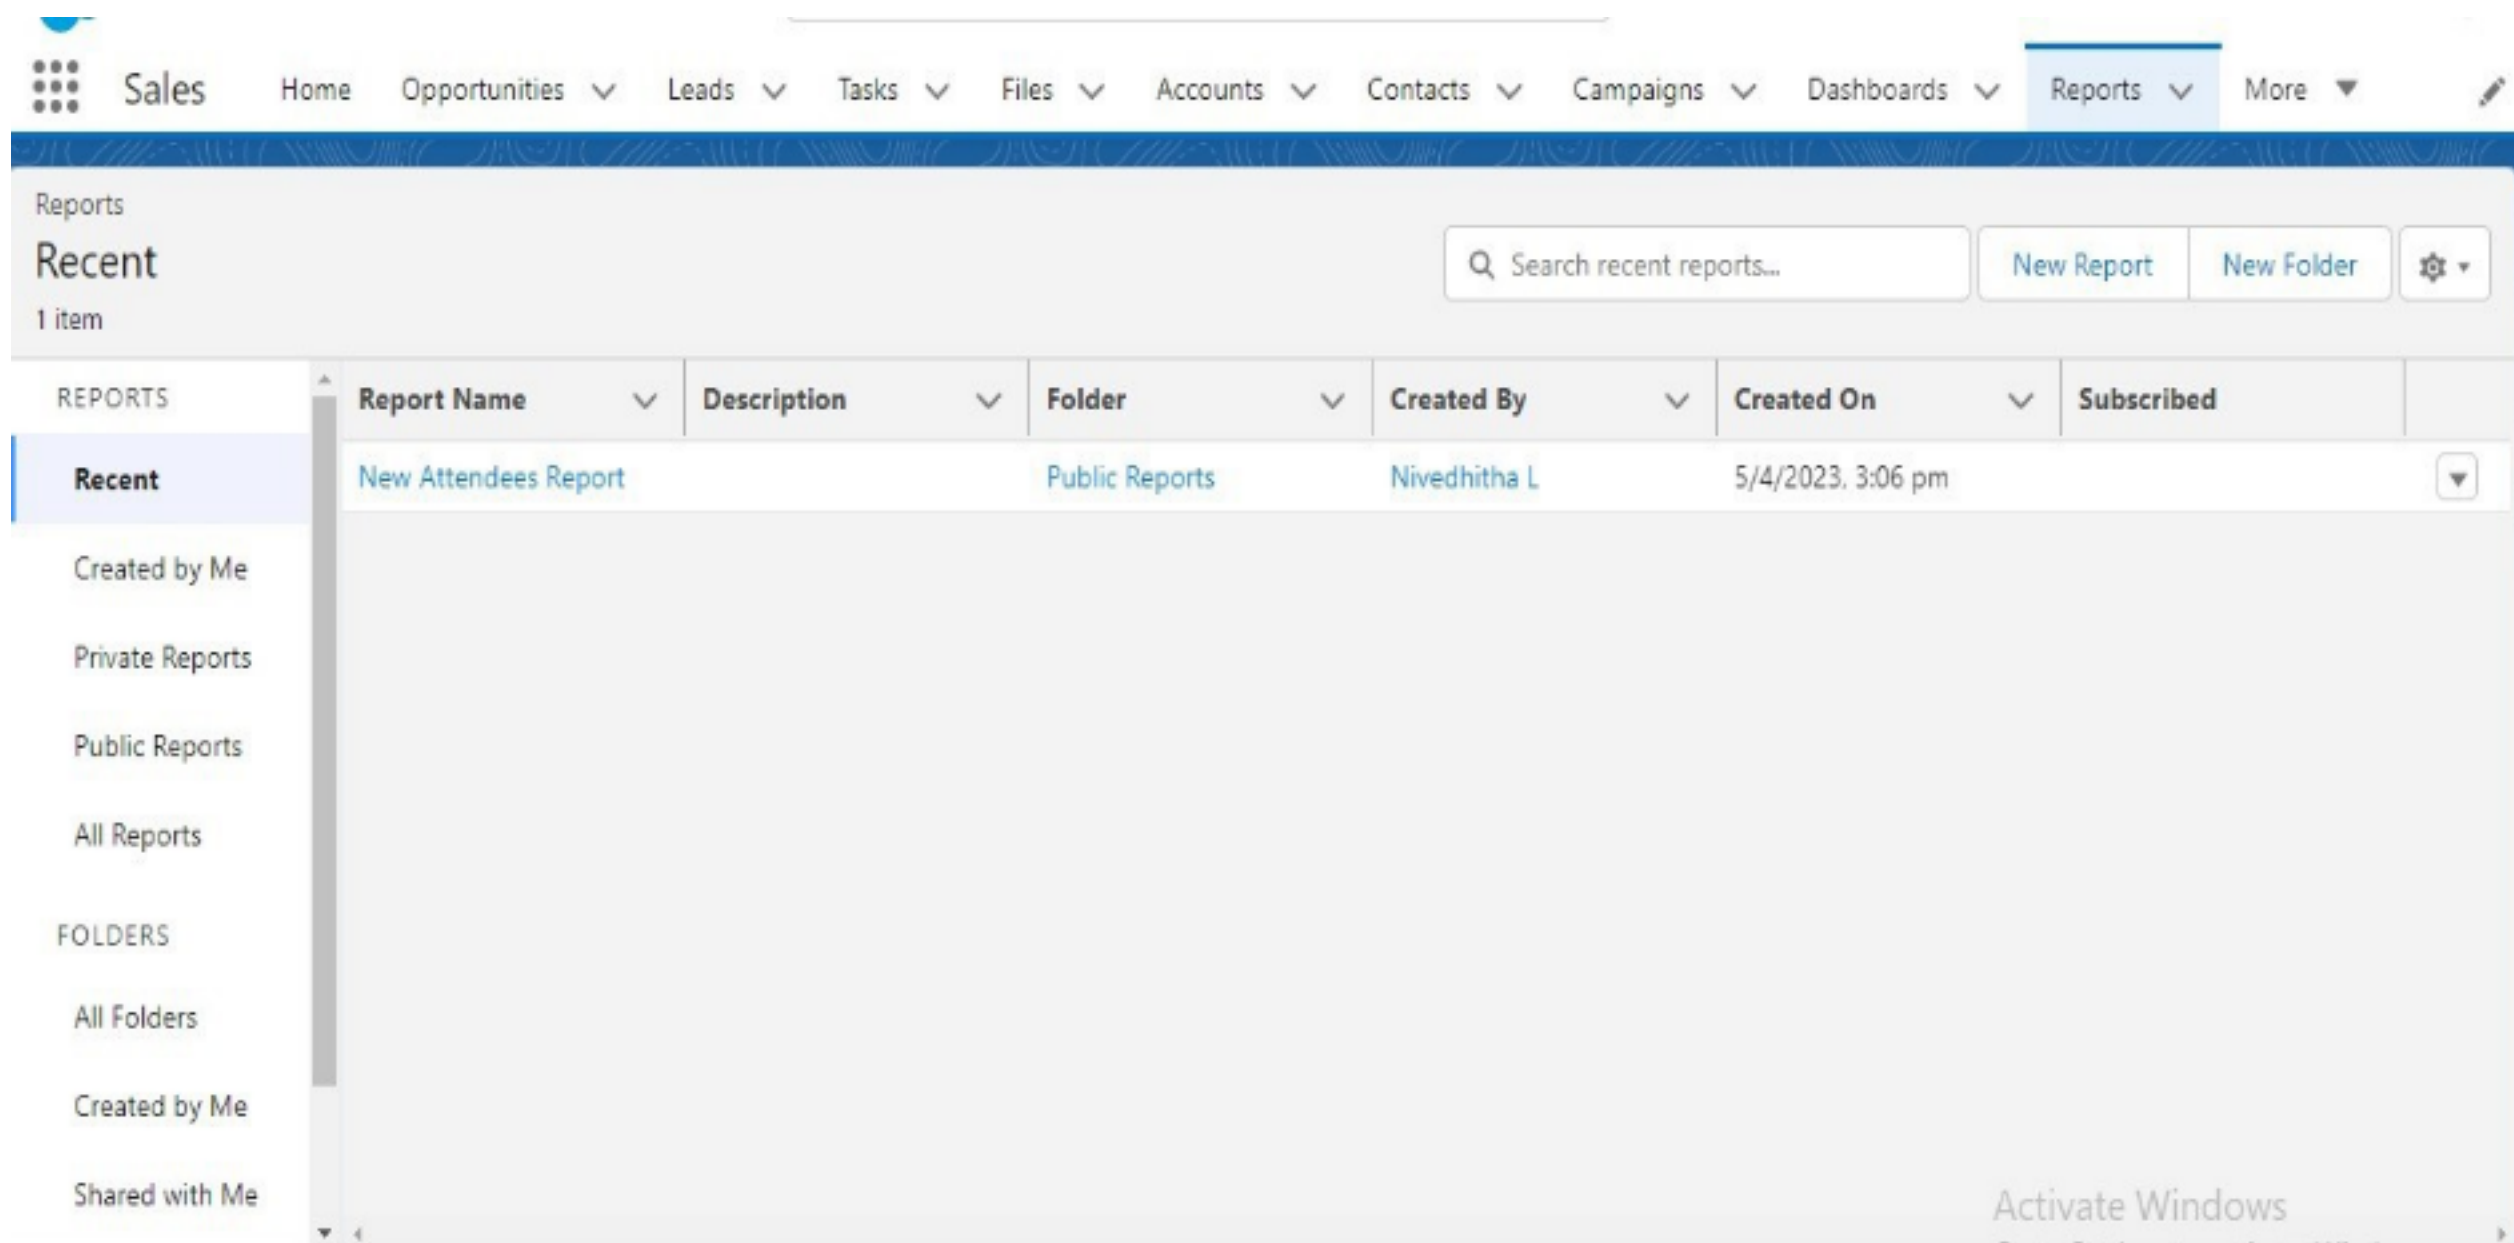 Sales Home Opportunities Leads Tasks Files Accounts Contacts Campaigns Dashboards Reports More
Reports
Recent
1 item
Search recent reports...
New Report
New Folder
REPORTS
Recent
Created by Me
Private Reports
Public Reports
All Reports
FOLDERS
All Folders
Created by Me
Shared with Me
Report Name Description Folder Created By Created On Subscribed
New Attendees Report Public Reports Nivedhitha L 5/4/2023, 3:06 pm
Activate Windows